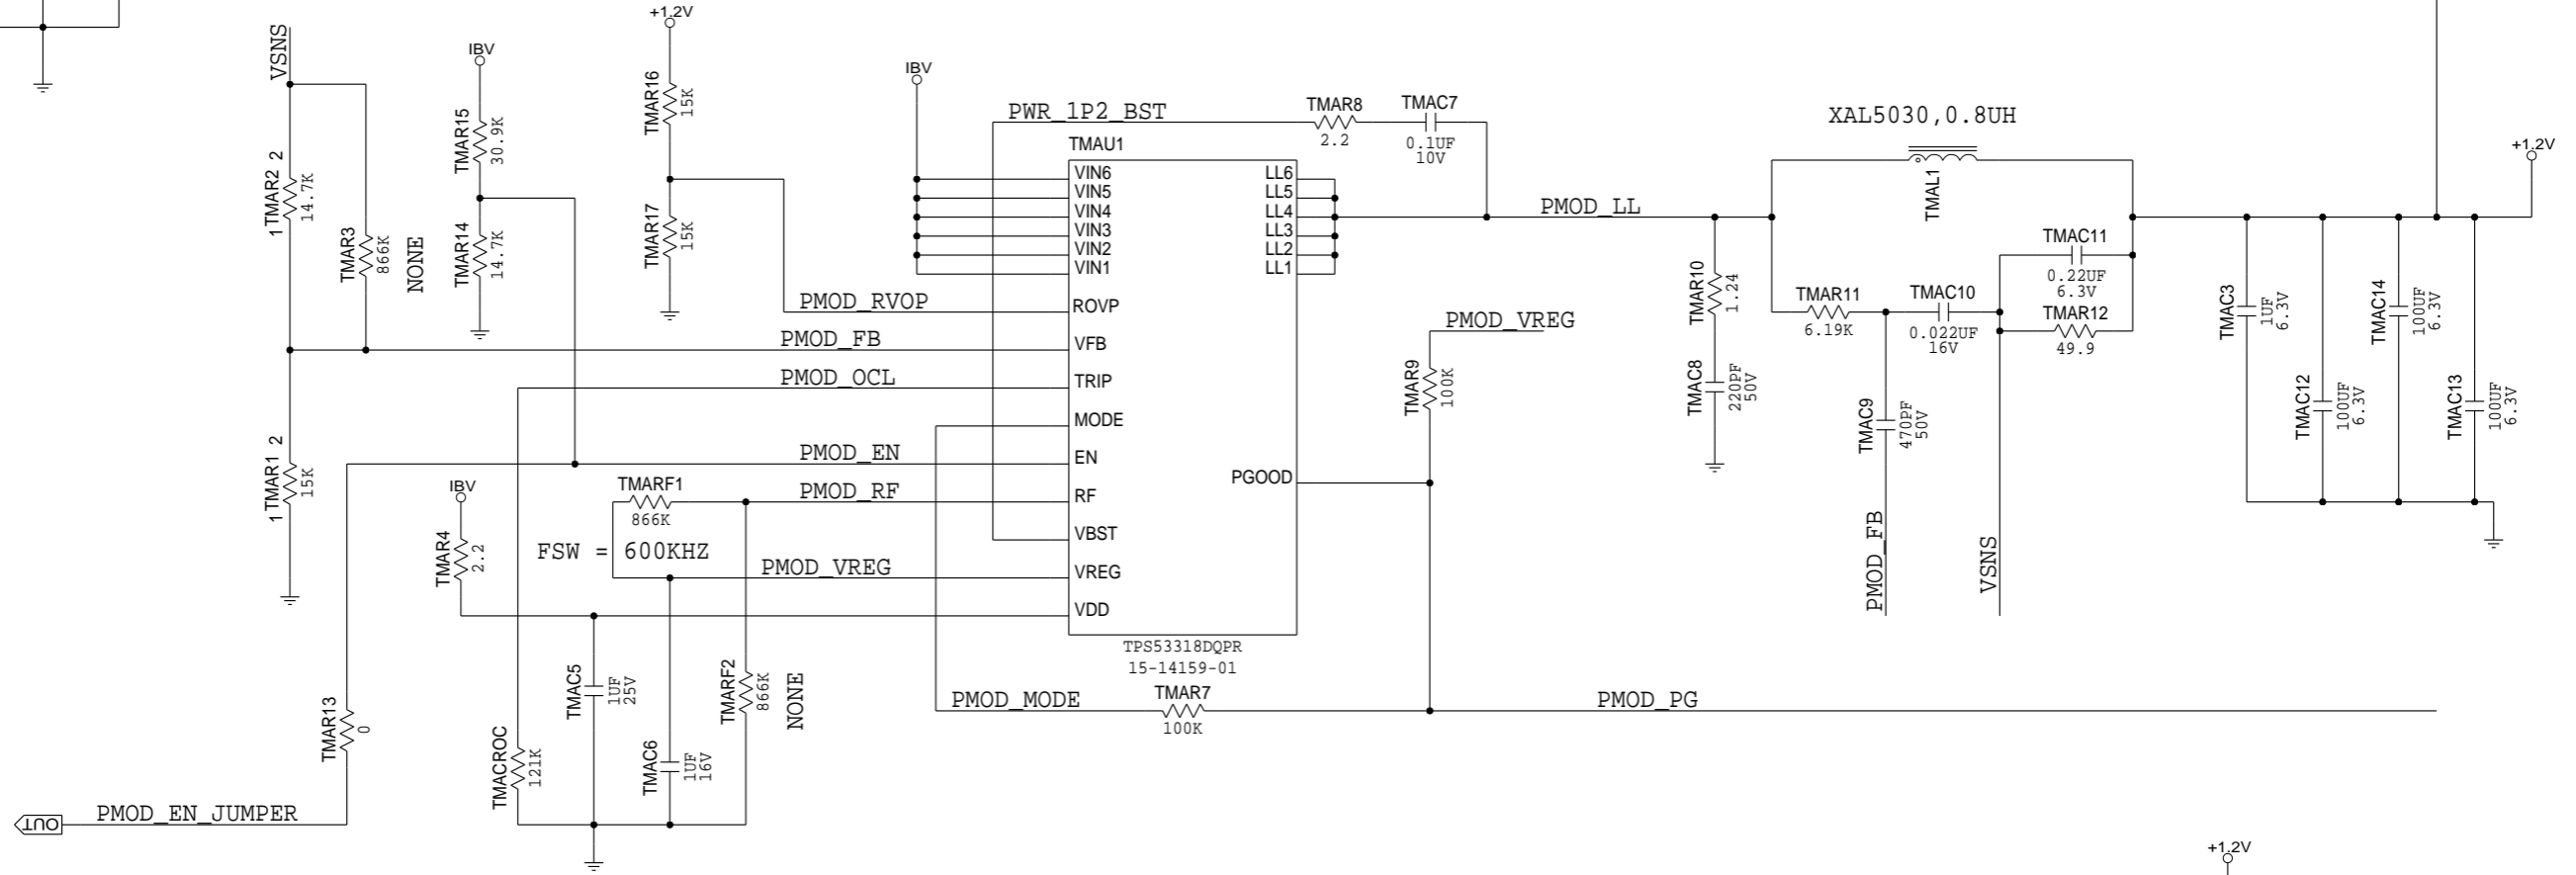 +1.2V
VSNS
IBV
TMAR16
15K
IBV
TMAR15
30.9K
PWR_1P2_BST
TMAR8
2.2
TMAC7
0.1UF
10V
XAL5030,0.8UH
+1.2V
TMAU1
1 TMAR2 2
14.7K
TMAR3
866K
NONE
TMAR14
14.7K
TMAR17
15K
VIN6
VIN5
VIN4
VIN3
VIN2
VIN1
LL6
LL5
LL4
LL3
LL2
LL1
PMOD_LL
TMAL1
TMAR10
1.24
TMAC8
220PF
50V
TMAR11
6.19K
TMAC10
0.022UF
16V
TMAC11
0.22UF
6.3V
TMAR12
49.9
TMAC3
1UF
6.3V
TMAC14
100UF
6.3V
TMAC12
100UF
6.3V
TMAC13
100UF
6.3V
TMAC9
470PF
50V
PMOD_FB
VSNS
PMOD_RVOP
ROVP
PMOD_FB
VFB
PMOD_OCL
TRIP
MODE
PMOD_EN
EN
PMOD_RF
RF
VBST
PMOD_VREG
VREG
VDD
PGOOD
PMOD_VREG
TMAR9
100K
1 TMAR1 2
15K
IBV
TMAR4
2.2
TMARF1
866K
FSW = 600KHZ
TPS53318DQPR
15-14159-01
PMOD_MODE
TMAR7
100K
PMOD_PG
TMAR13
0
TMACROC
121K
TMAC5
1UF
25V
TMAC6
1UF
16V
TMARF2
866K
NONE
OUT
PMOD_EN_JUMPER
+1.2V